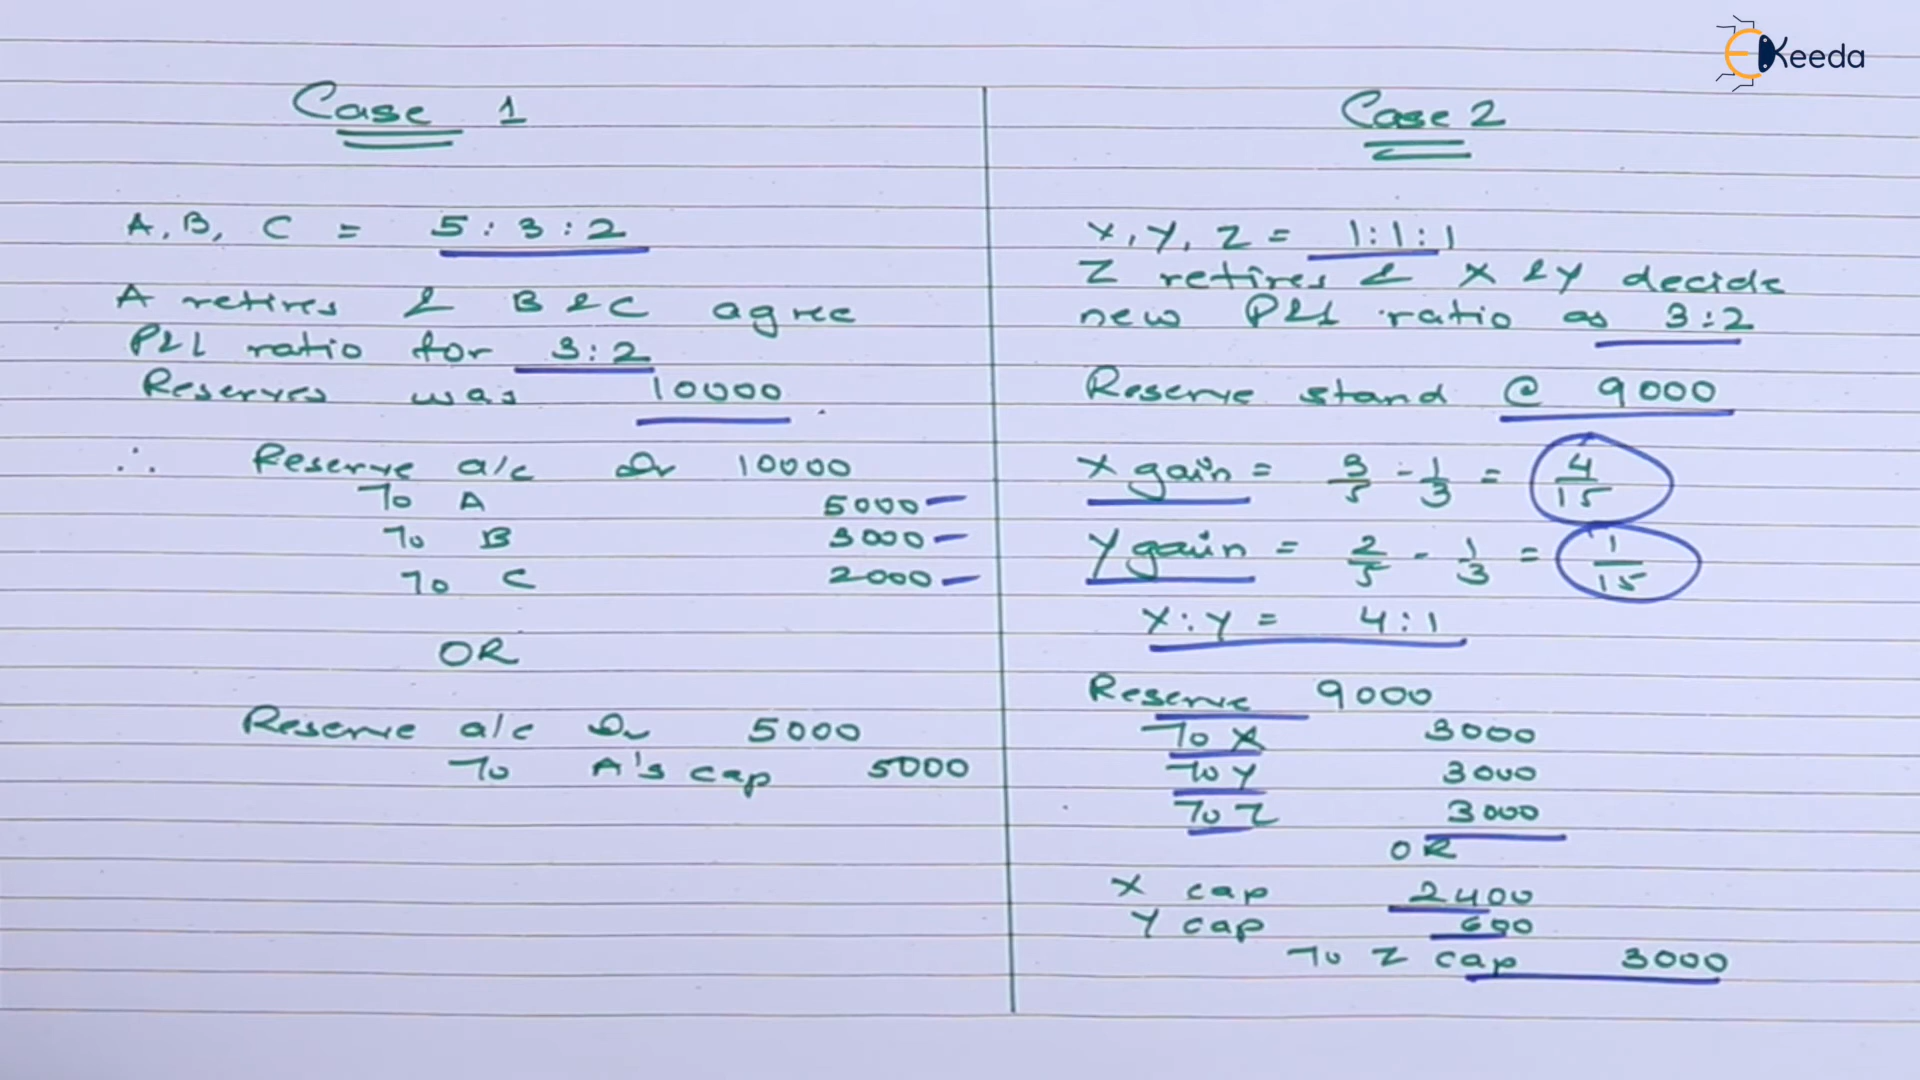 EKeeda
Case 1
A, B, C = 5 : 3 : 2
A retires & B & C agree
P&L ratio for 3:2
Reserves was 10000
∴ Reserve a/c Dr 10000
To A 5000
To B 3000
To C 2000
OR
Reserve a/c Dr 5000
To A's cap 5000
Case 2
X, Y, Z = 1:1:1
Z retires & X & Y decide
new P&L ratio as 3:2
Reserve stand @ 9000
X gain = 3/5 - 1/3 = 4/15
Y gain = 2/5 - 1/3 = 1/15
X : Y = 4 : 1
Reserve 9000
To X 3000
To Y 3000
To Z 3000
OR
X cap 2400
Y cap 600
To Z cap 3000